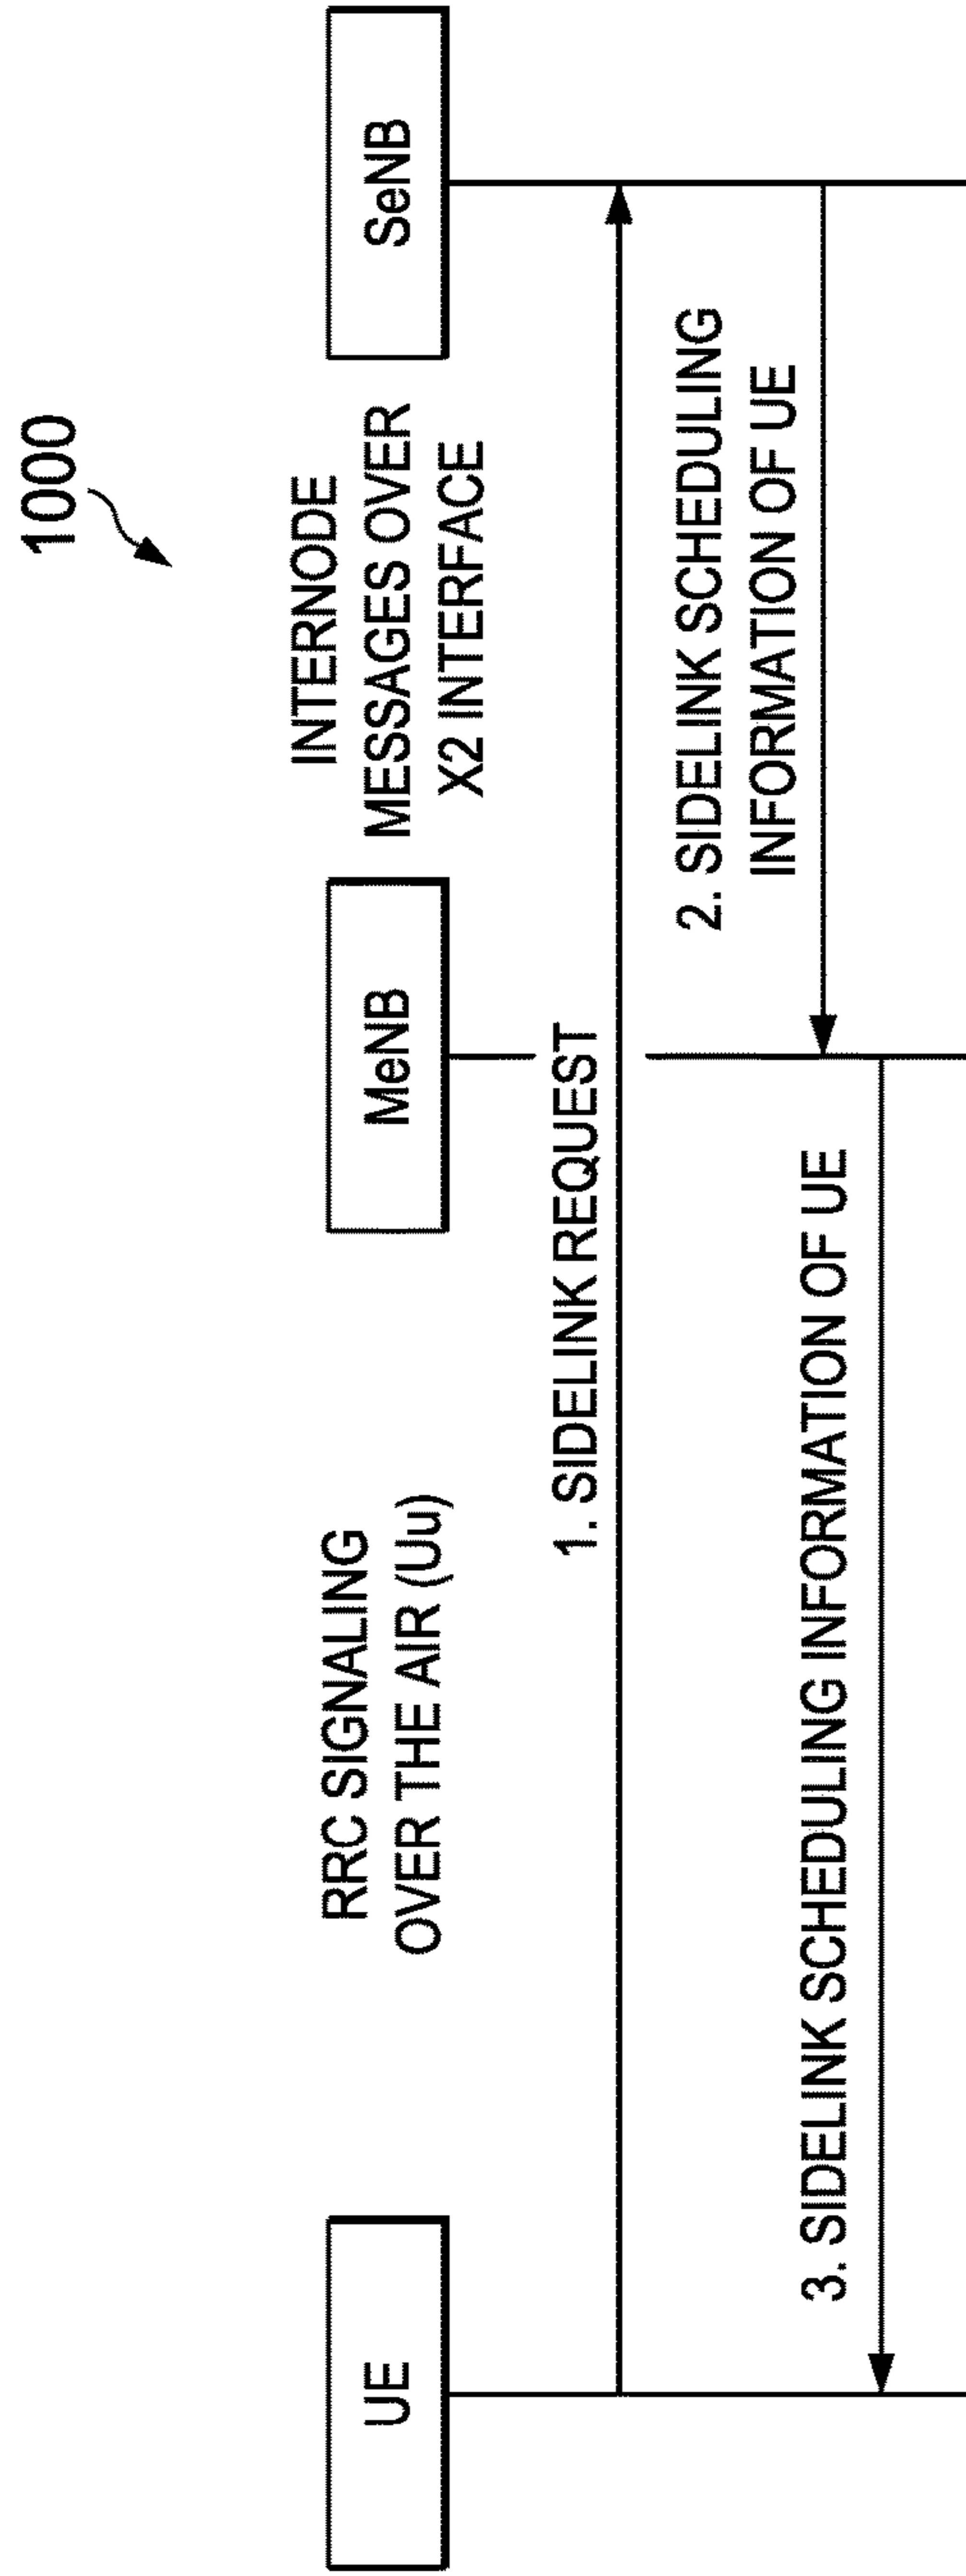 1000
UE
RRC SIGNALING
OVER THE AIR (Uu)
MeNB
INTERNODE
MESSAGES OVER
X2 INTERFACE
SeNB
1. SIDELINK REQUEST
2. SIDELINK SCHEDULING
INFORMATION OF UE
3. SIDELINK SCHEDULING INFORMATION OF UE